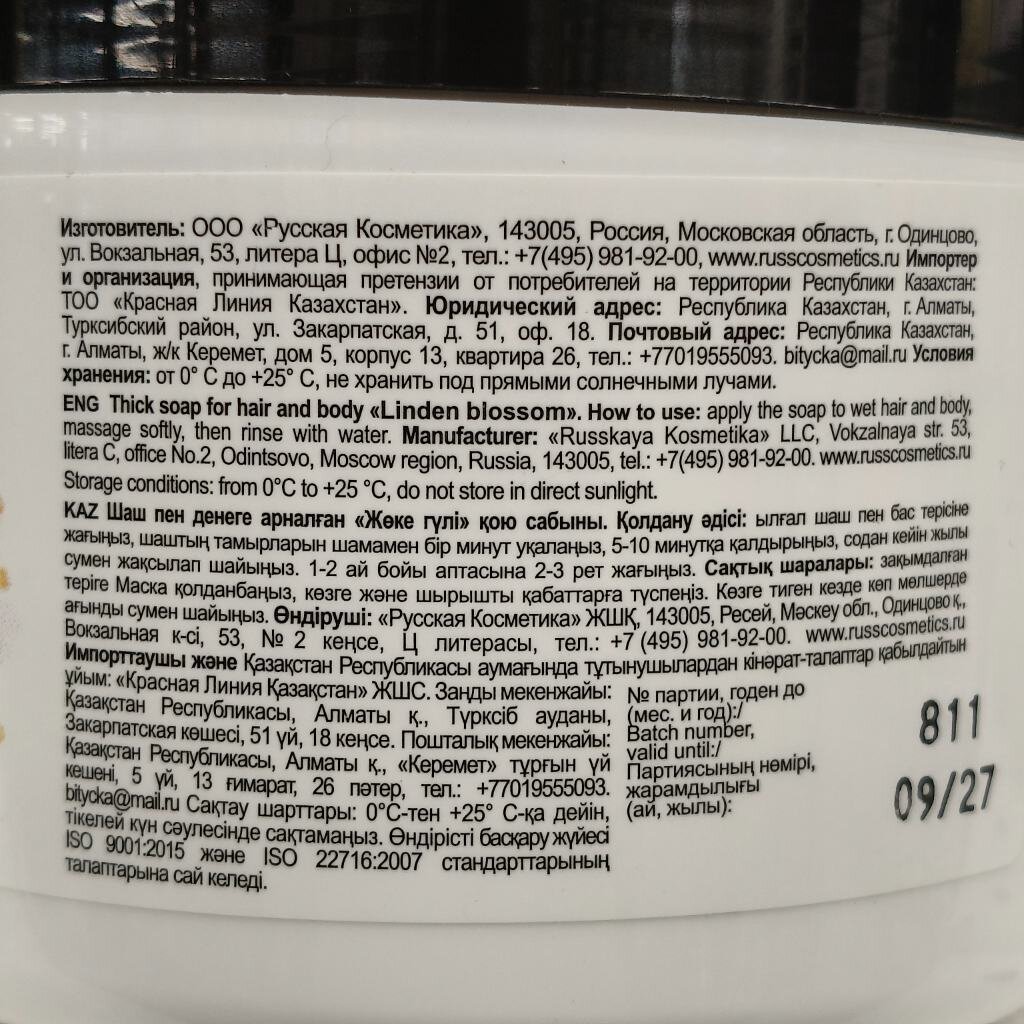 Изготовитель: ООО «Русская Косметика», 143005, Россия, Московская область, г. Одинцово,
ул. Вокзальная, 53, литера Ц, офис №2, тел.: +7(495) 981-92-00, www.russcosmetics.ru Импортер
и организация, принимающая претензии от потребителей на территории Республики Казахстан:
ТОО «Красная Линия Казахстан». Юридический адрес: Республика Казахстан, г. Алматы,
Турксибский район, ул. Закарпатская, д. 51, оф. 18. Почтовый адрес: Республика Казахстан,
г. Алматы, ж/к Керемет, дом 5, корпус 13, квартира 26, тел.: +77019555093. bitycka@mail.ru Условия
хранения: от 0° С до +25° С, не хранить под прямыми солнечными лучами.
ENG Thick soap for hair and body «Linden blossom». How to use: apply the soap to wet hair and body,
massage softly, then rinse with water. Manufacturer: «Russkaya Kosmetika» LLC, Vokzalnaya str. 53,
litera C, office No.2, Odintsovo, Moscow region, Russia, 143005, tel.: +7(495) 981-92-00. www.russcosmetics.ru
Storage conditions: from 0°C to +25 °C, do not store in direct sunlight.
KAZ Шаш пен денеге арналған «Жөке гүлі» қою сабыны. Қолдану әдісі: ылғал шаш пен бас терісіне
жағыңыз, шаштың тамырларын шамамен бір минут уқалаңыз, 5-10 минутқа қалдырыңыз, содан кейін жылы
сумен жақсылап шайыңыз. 1-2 ай бойы аптасына 2-3 рет жағыңыз. Сақтық шаралары: зақымдалған
теріге Маска қолданбаңыз, көзге және шырышты қабаттарға түспеңіз. Көзге тиген кезде көп мөлшерде
ағынды сумен шайыңыз. Өндіруші: «Русская Косметика» ЖШҚ, 143005, Ресей, Мәскеу обл., Одинцово қ.,
Вокзальная к-сі, 53, № 2 кеңсе, Ц литерасы, тел.: +7 (495) 981-92-00. www.russcosmetics.ru
Импорттаушы және Қазақстан Республикасы аумағында тұтынушылардан кінәрат-талаптар қабылдайтын
ұйым: «Красная Линия Қазақстан» ЖШС. Заңды мекенжайы:
Қазақстан Республикасы, Алматы қ., Түрксіб ауданы,
Закарпатская көшесі, 51 үй, 18 кеңсе. Пошталық мекенжайы:
Қазақстан Республикасы, Алматы қ., «Керемет» тұрғын үй
кешені, 5 үй, 13 ғимарат, 26 пәтер, тел.: +77019555093.
bitycka@mail.ru Сақтау шарттары: 0°С-тен +25° С-қа дейін,
тікелей күн сәулесінде сақтамаңыз. Өндірісті басқару жүйесі
ISO 9001:2015 және ISO 22716:2007 стандарттарының
талаптарына сай келеді.
№ партии, годен до
(мес. и год):/
Batch number,
valid until:/
Партиясының нөмірі,
жарамдылығы
(ай, жылы):
811
09/27